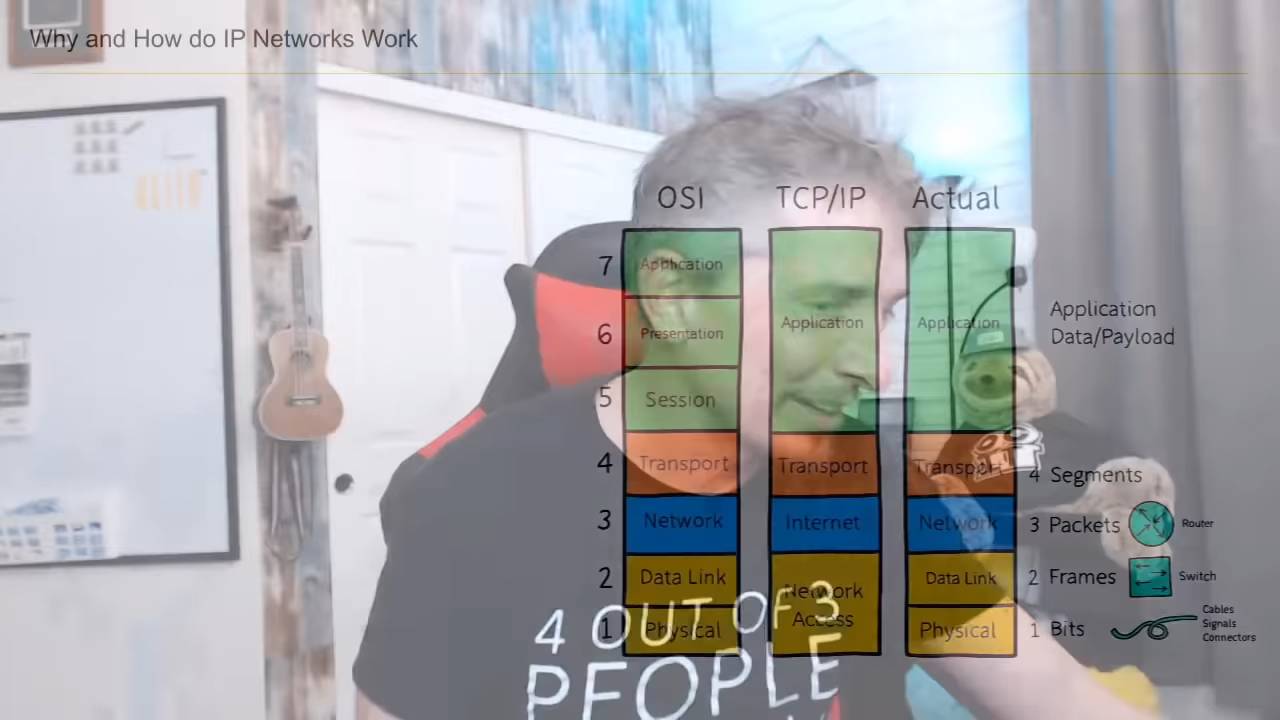 Why and How do IP Networks Work
OSI TCP/IP Actual
7 Application
6 Presentation
5 Session
4 Transport
3 Network
2 Data Link
1 Physical
Application
Transport
Internet
Network
Access
Application
Transport
Network
Data Link
Physical
Application
Data/Payload
4 Segments
3 Packets Router
2 Frames Switch
1 Bits
Cables
Signals
Connectors
4 OUT OF 3
PEOPLE